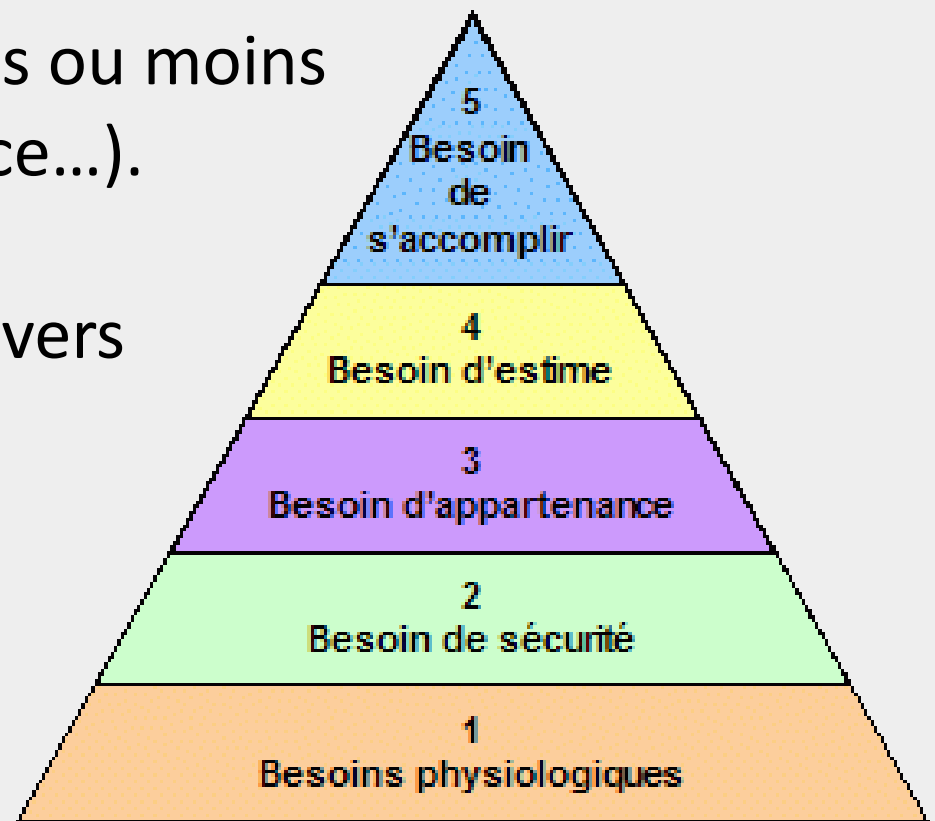 s ou moins
ce...).
vers
5
Besoin
de
s'accomplir
4
Besoin d'estime
3
Besoin d'appartenance
2
Besoin de sécurité
1
Besoins physiologiques